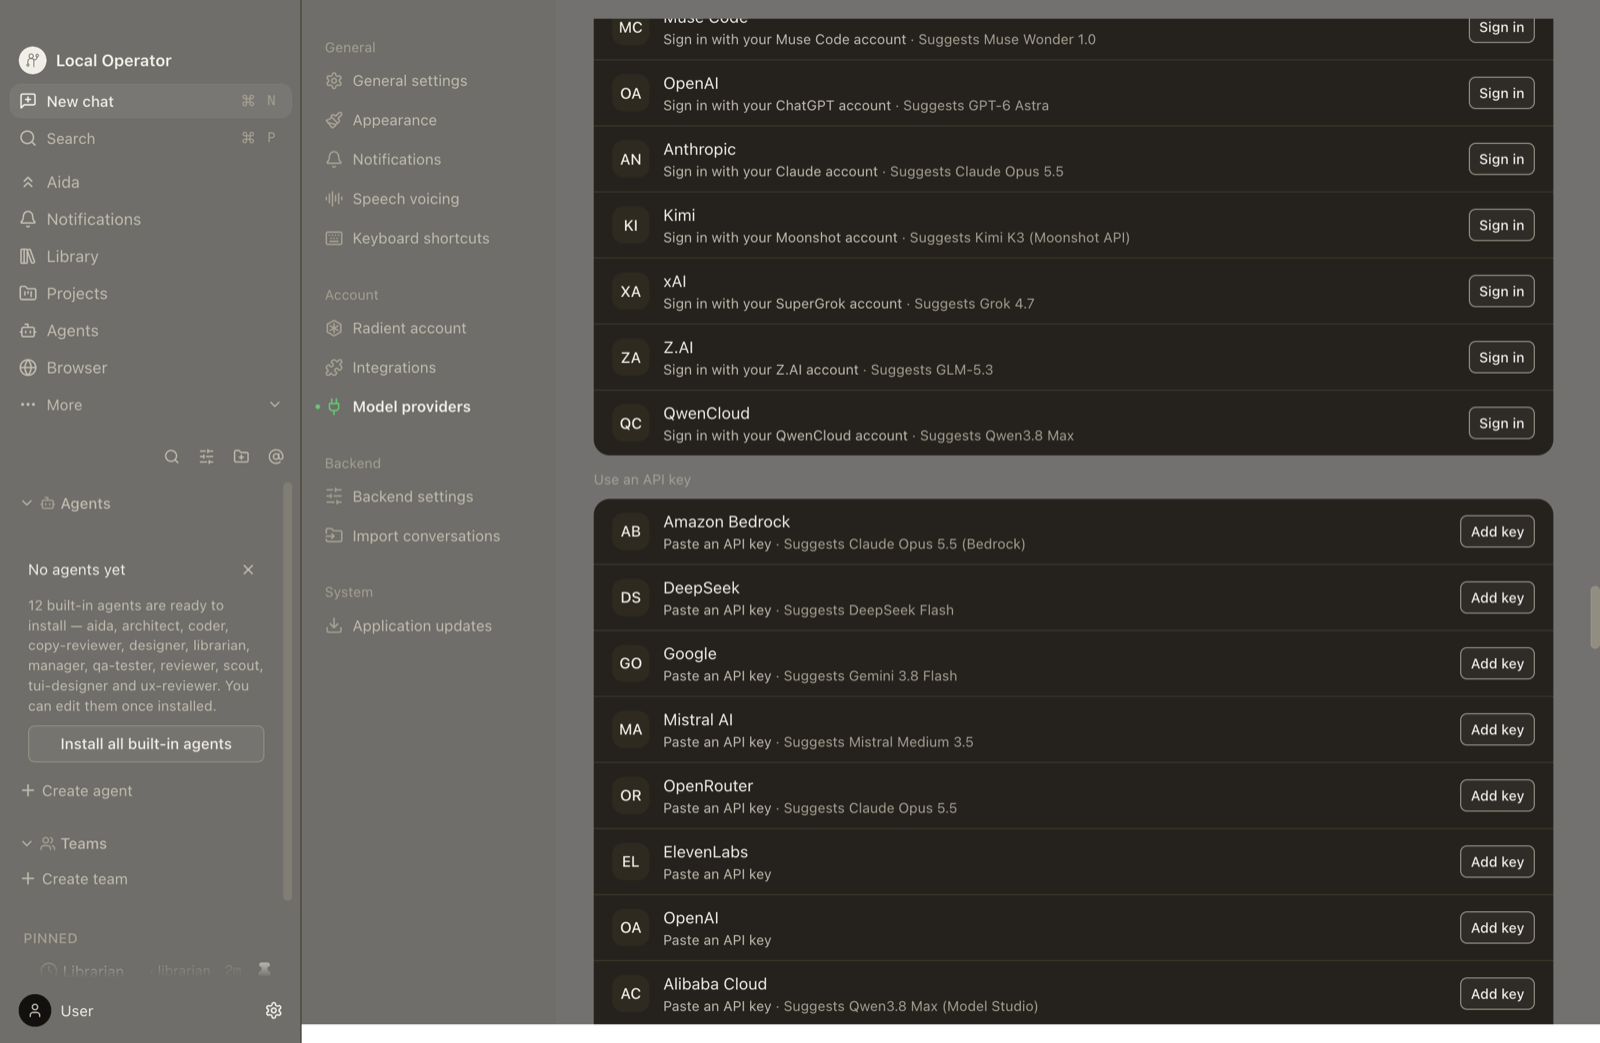 Local Operator
New chat ⌘ N
Search ⌘ P
Aida
Notifications
Library
Projects
Agents
Browser
More
Agents
No agents yet
12 built-in agents are ready to
install — aida, architect, coder,
copy-reviewer, designer, librarian,
manager, qa-tester, reviewer, scout,
tui-designer and ux-reviewer. You
can edit them once installed.
Install all built-in agents
Create agent
Teams
Create team
PINNED
Librarian · librarian 2m
User
General
General settings
Appearance
Notifications
Speech voicing
Keyboard shortcuts
Account
Radient account
Integrations
Model providers
Backend
Backend settings
Import conversations
System
Application updates
MC Muse Code Sign in
Sign in with your Muse Code account · Suggests Muse Wonder 1.0
OA OpenAI Sign in
Sign in with your ChatGPT account · Suggests GPT-6 Astra
AN Anthropic Sign in
Sign in with your Claude account · Suggests Claude Opus 5.5
KI Kimi Sign in
Sign in with your Moonshot account · Suggests Kimi K3 (Moonshot API)
XA xAI Sign in
Sign in with your SuperGrok account · Suggests Grok 4.7
ZA Z.AI Sign in
Sign in with your Z.AI account · Suggests GLM-5.3
QC QwenCloud Sign in
Sign in with your QwenCloud account · Suggests Qwen3.8 Max
Use an API key
AB Amazon Bedrock Add key
Paste an API key · Suggests Claude Opus 5.5 (Bedrock)
DS DeepSeek Add key
Paste an API key · Suggests DeepSeek Flash
GO Google Add key
Paste an API key · Suggests Gemini 3.8 Flash
MA Mistral AI Add key
Paste an API key · Suggests Mistral Medium 3.5
OR OpenRouter Add key
Paste an API key · Suggests Claude Opus 5.5
EL ElevenLabs Add key
Paste an API key
OA OpenAI Add key
Paste an API key
AC Alibaba Cloud Add key
Paste an API key · Suggests Qwen3.8 Max (Model Studio)